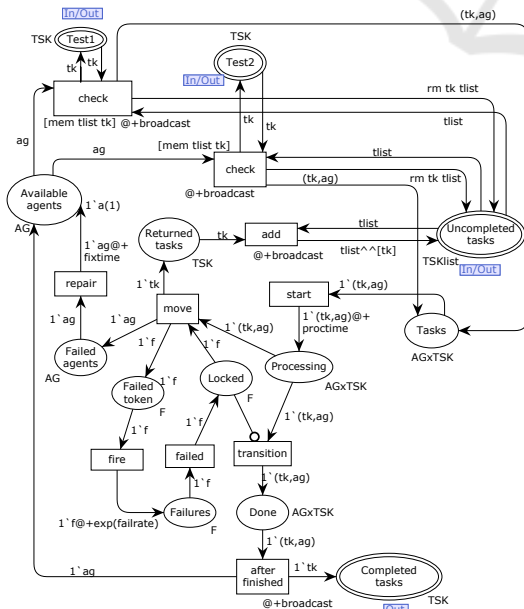 In/Out
(tk,ag)
TSK
Test1
TSK
tk
tk
Test2
In/Out
check
rm tk tlist
[mem tlist tk] @+broadcast
tk
tk
tlist
ag
ag
[mem tlist tk]
tlist
check
rm tk tlist
@+broadcast
(tk,ag)
Available
agents
AG
1`a(1)
Returned
tasks
TSK
tk
add
@+broadcast
tlist
tlist^^[tk]
Uncompleted
tasks
TSKlist
In/Out
1`ag@+
fixtime
repair
1`tk
start
1`(tk,ag)
1`ag
move
1`(tk,ag)
1`(tk,ag)@+
proctime
Tasks
AGxTSK
Failed
agents
AG
1`ag
1`f
1`f
Failed
token
1`f
F
Locked
F
Processing
AGxTSK
1`f
1`f
1`(tk,ag)
fire
failed
transition
1`f
1`(tk,ag)
1`f@+exp(failrate)
Failures
F
Done
AGxTSK
1`(tk,ag)
1`ag
after
finished
1`tk
@+broadcast
Completed
tasks
TSK
Out